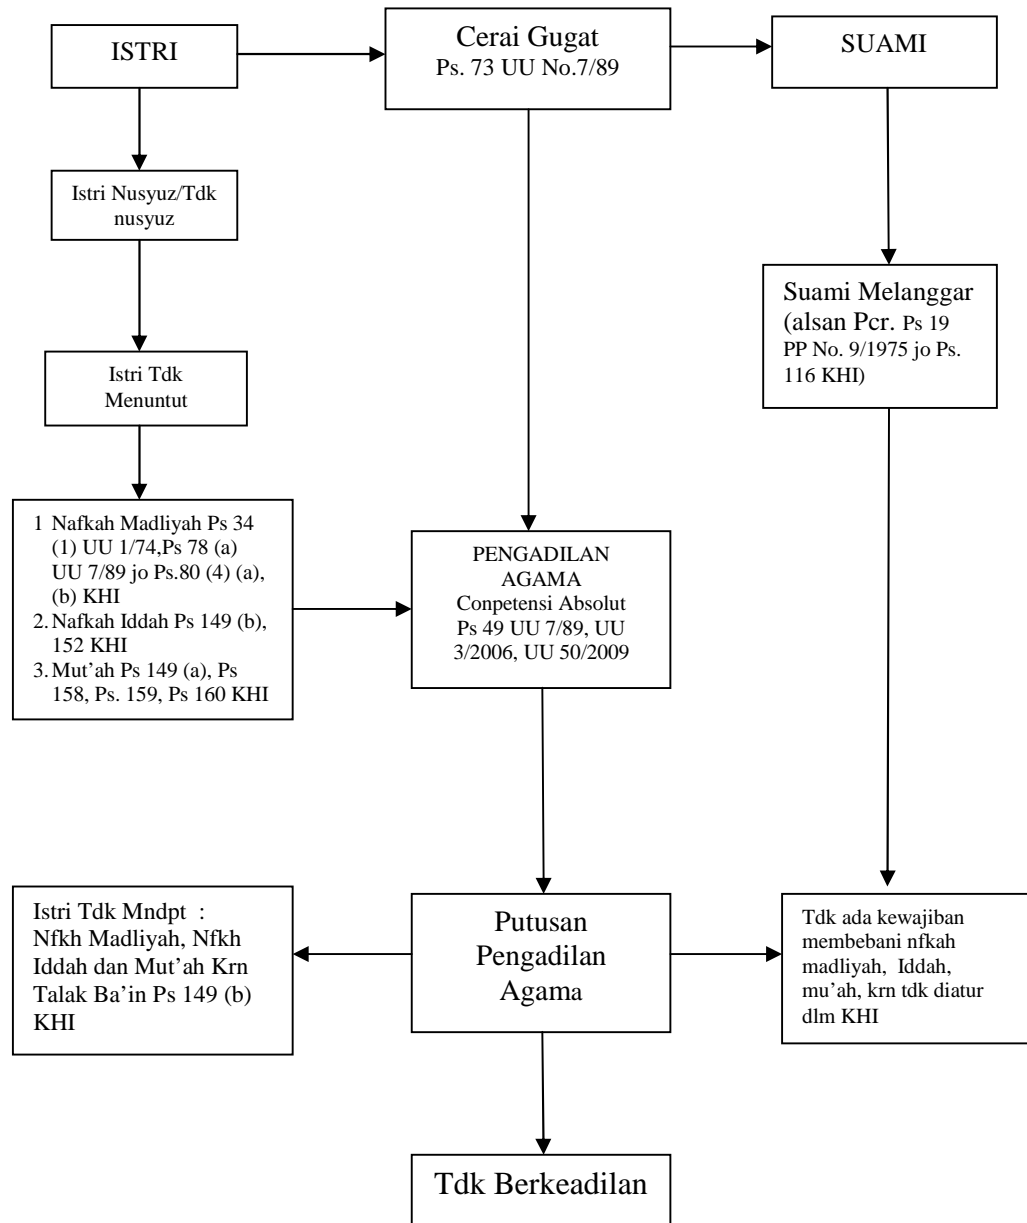 ISTRI
Cerai Gugat
Ps. 73 UU No.7/89
SUAMI
Istri Nusyuz/Tdk
nusyuz
Suami Melanggar
(alsan Pcr. Ps 19
PP No. 9/1975 jo Ps.
116 KHI)
Istri Tdk
Menuntut
1 Nafkah Madliyah Ps 34
(1) UU 1/74,Ps 78 (a)
UU 7/89 jo Ps.80 (4) (a),
(b) KHI
2. Nafkah Iddah Ps 149 (b),
152 KHI
3. Mut’ah Ps 149 (a), Ps
158, Ps. 159, Ps 160 KHI
PENGADILAN
AGAMA
Conpetensi Absolut
Ps 49 UU 7/89, UU
3/2006, UU 50/2009
Istri Tdk Mndpt :
Nfkh Madliyah, Nfkh
Iddah dan Mut’ah Krn
Talak Ba’in Ps 149 (b)
KHI
Putusan
Pengadilan
Agama
Tdk ada kewajiban
membebani nfkah
madliyah, Iddah,
mu’ah, krn tdk diatur
dlm KHI
Tdk Berkeadilan